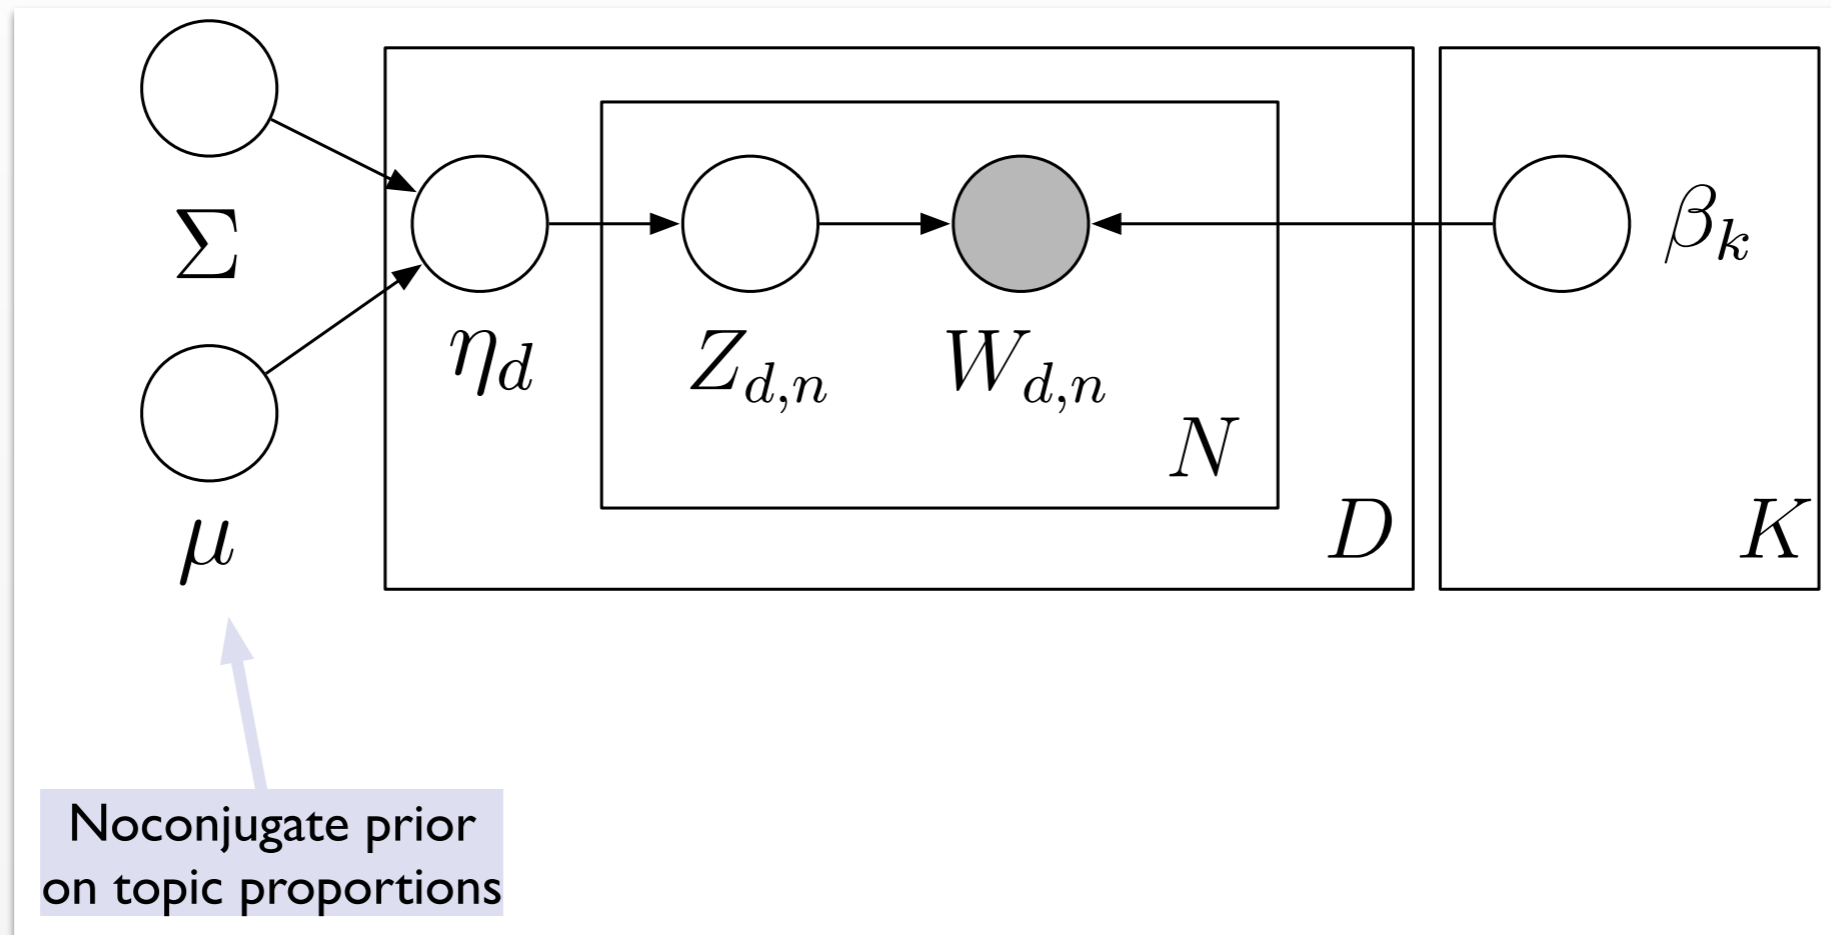 Σ
μ
η_d
Z_{d,n}
W_{d,n}
N
D
β_k
K
Noconjugate prior
on topic proportions